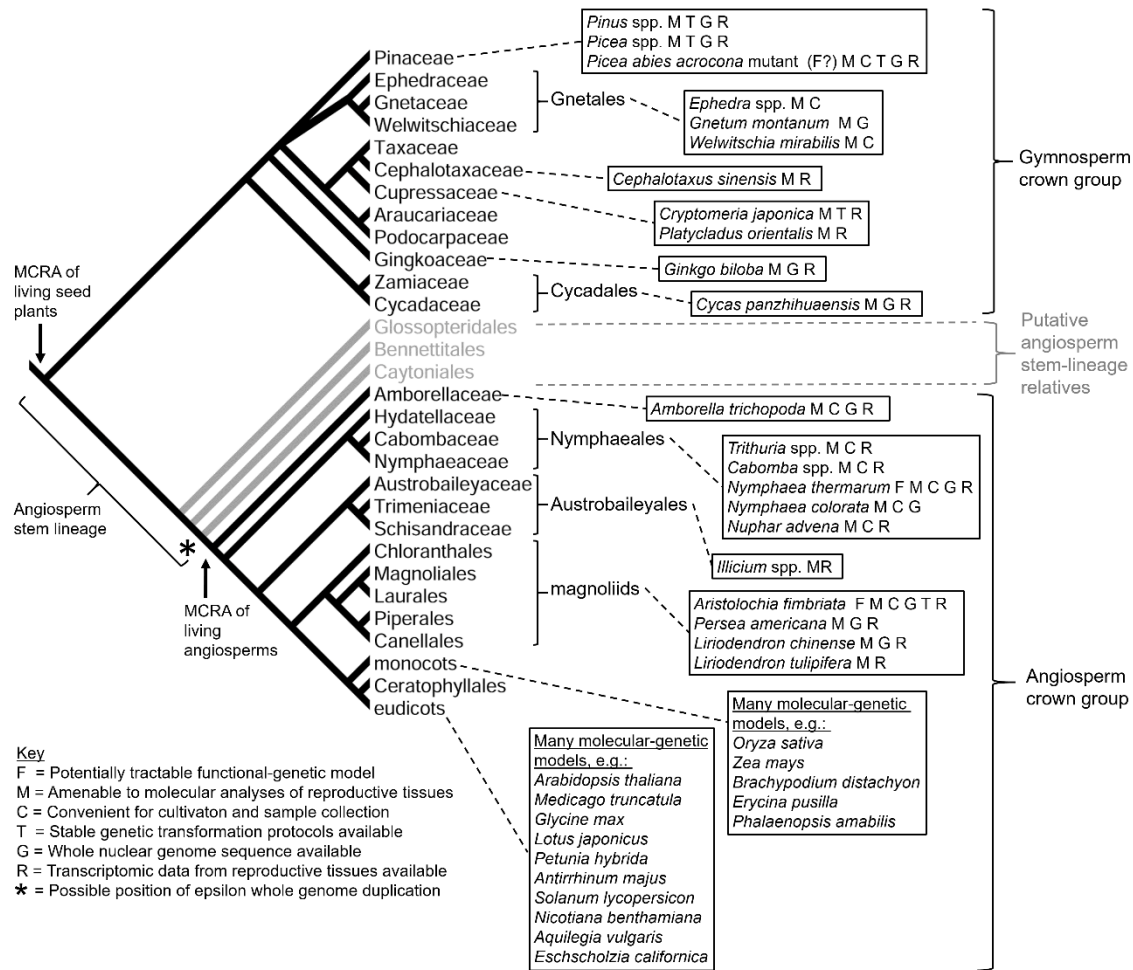 Pinaceae
Ephedraceae
Gnetaceae
Welwitschiaceae
Taxaceae
Cephalotaxaceae
Cupressaceae
Araucariaceae
Podocarpaceae
Gingkoaceae
Zamiaceae
Cycadaceae
Glossopteridales
Bennettitales
Caytoniales
Amborellaceae
Hydatellaceae
Cabombaceae
Nymphaeaceae
Austrobaileyaceae
Trimeniaceae
Schisandraceae
Chloranthales
Magnoliales
Laurales
Piperales
Canellales
monocots
Ceratophyllales
eudicots
Gnetales
Cycadales
Nymphaeales
Austrobaileyales
magnoliids
Pinus spp. M T G R
Picea spp. M T G R
Picea abies acrocona mutant (F?) M C T G R
Ephedra spp. M C
Gnetum montanum M G
Welwitschia mirabilis M C
Cephalotaxus sinensis M R
Cryptomeria japonica M T R
Platycladus orientalis M R
Ginkgo biloba M G R
Cycas panzhihuaensis M G R
Amborella trichopoda M C G R
Trithuria spp. M C R
Cabomba spp. M C R
Nymphaea thermarum F M C G R
Nymphaea colorata M C G
Nuphar advena M C R
Illicium spp. MR
Aristolochia fimbriata F M C G T R
Persea americana M G R
Liriodendron chinense M G R
Liriodendron tulipifera M R
Many molecular-genetic
models, e.g.:
Oryza sativa
Zea mays
Brachypodium distachyon
Erycina pusilla
Phalaenopsis amabilis
Many molecular-genetic
models, e.g.:
Arabidopsis thaliana
Medicago truncatula
Glycine max
Lotus japonicus
Petunia hybrida
Antirrhinum majus
Solanum lycopersicon
Nicotiana benthamiana
Aquilegia vulgaris
Eschscholzia californica
Gymnosperm
crown group
Putative
angiosperm
stem-lineage
relatives
Angiosperm
crown group
MCRA of
living seed
plants
Angiosperm
stem lineage
*
MCRA of
living
angiosperms
Key
F = Potentially tractable functional-genetic model
M = Amenable to molecular analyses of reproductive tissues
C = Convenient for cultivaton and sample collection
T = Stable genetic transformation protocols available
G = Whole nuclear genome sequence available
R = Transcriptomic data from reproductive tissues available
* = Possible position of epsilon whole genome duplication